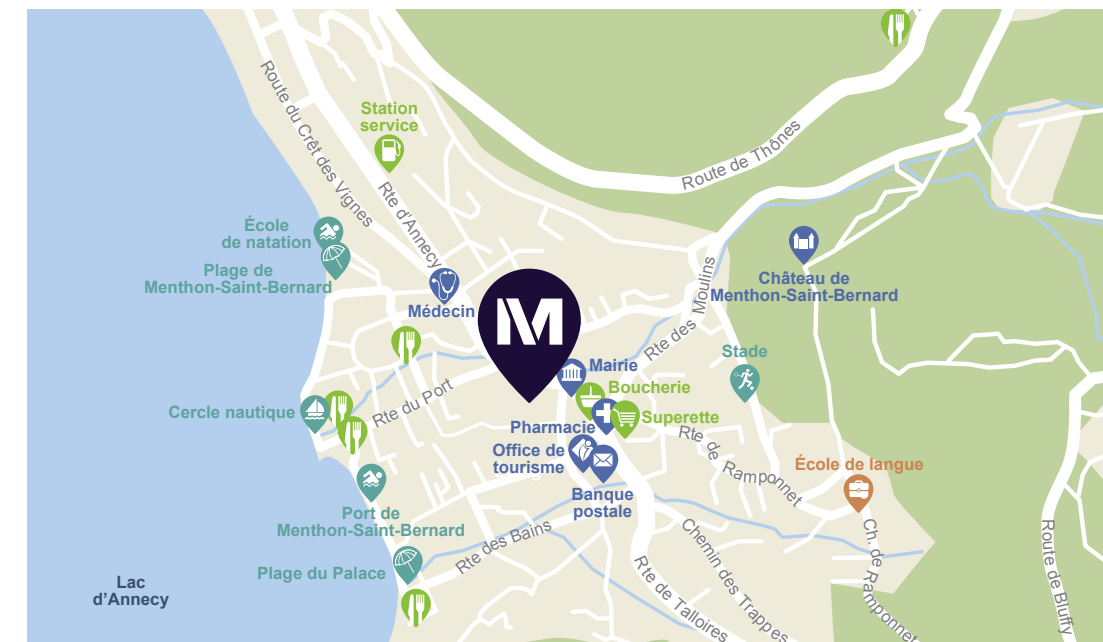 Route de Thônes
Route du Crêt des Vignes
Station
service
Rte d'Annecy
École
de natation
Plage de
Menthon-Saint-Bernard
Médecin
Château de
Menthon-Saint-Bernard
Rte des Moulins
M
Mairie
Stade
Boucherie
Rte du Port
Cercle nautique
Superette
Pharmacie
Rte de Ramponnet
Office de
tourisme
École de langue
Banque
postale
Port de
Menthon-Saint-Bernard
Rte des Bains
Chemin des Trappes
Ch. de Ramponnet
Route de Bluffy
Plage du Palace
Rte de Talloires
Lac
d'Annecy